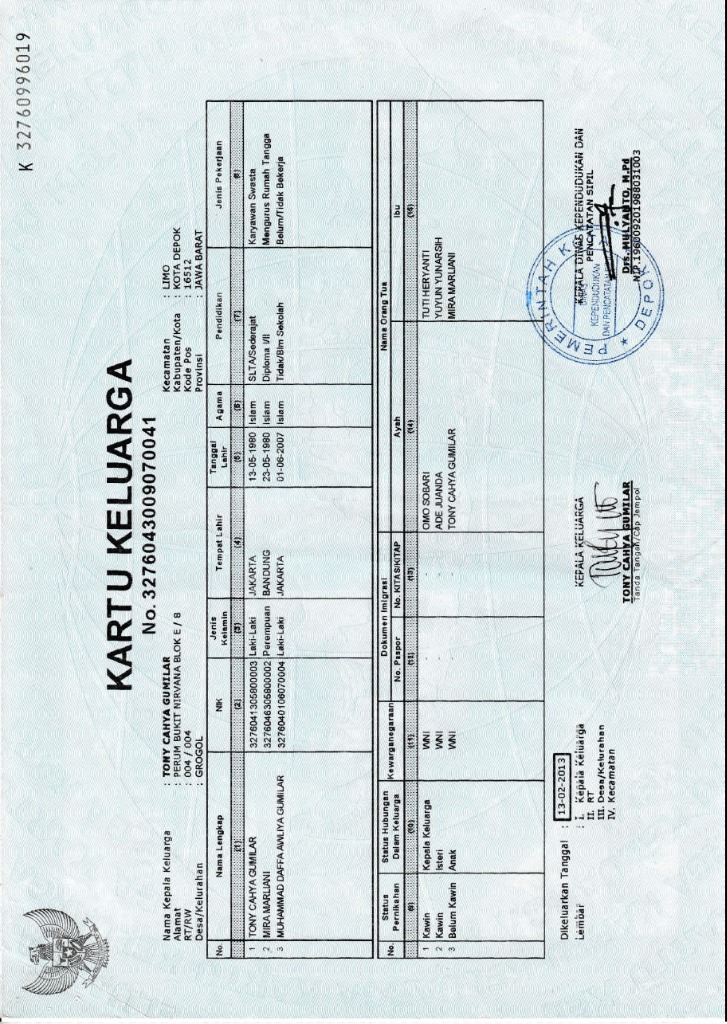 K 32760996019
KARTU KELUARGA
No. 3276043009070041
Nama Kepala Keluarga : TONY CAHYA GUMILAR
Alamat : PERUM BUKIT NIRVANA BLOK E / 8
RT/RW : 004 / 004
Desa/Kelurahan : GROGOL
Kecamatan : LIMO
Kabupaten/Kota : KOTA DEPOK
Kode Pos : 16512
Provinsi : JAWA BARAT
No. Nama Lengkap NIK Jenis Kelamin Tempat Lahir Tanggal Lahir Agama Pendidikan Jenis Pekerjaan
(1) (2) (3) (4) (5) (6) (7) (8)
1 TONY CAHYA GUMILAR 3276041305800003 Laki-Laki JAKARTA 13-05-1980 Islam SLTA/Sederajat Karyawan Swasta
2 MIRA MARLIANI 3276046305800002 Perempuan BANDUNG 23-05-1980 Islam Diploma I/II Mengurus Rumah Tangga
3 MUHAMMAD DAFFA AWLIYA GUMILAR 3276040106070004 Laki-Laki JAKARTA 01-06-2007 Islam Tidak/Blm Sekolah Belum/Tidak Bekerja
No. Status Pernikahan Status Hubungan Dalam Keluarga Kewarganegaraan Dokumen Imigrasi Nama Orang Tua
No. Paspor No. KITAS/KITAP Ayah Ibu
(9) (10) (11) (12) (13) (14) (15)
1 Kawin Kepala Keluarga WNI - - OMO SOBARI TUTI HERYANTI
2 Kawin Isteri WNI - - ADE JUANDA YUYUN YUNARSIH
3 Belum Kawin Anak WNI - - TONY CAHYA GUMILAR MIRA MARLIANI
Dikeluarkan Tanggal : 13-02-2013
Lembar : I. Kepala Keluarga
II. RT
III. Desa/Kelurahan
IV. Kecamatan
KEPALA KELUARGA
TONY CAHYA GUMILAR
Tanda Tangan/Cap Jempol
KEPALA DINAS KEPENDUDUKAN DAN
PENCATATAN SIPIL
Drs. MULYANTO, M.Pd
NIP.196009201988031003
PEMERINTAH KOTA
DEPOK
KEPENDUDUKAN
DAN PENCATATAN